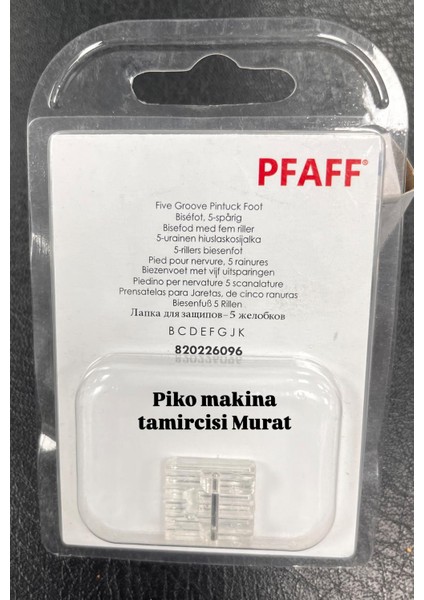 PFAFF®
Five Groove Pintuck Foot
Biséfot, 5-spårig
Bisefod med fem riller
5-urainen hiuslaskosijalka
5-rillers biesenfot
Pied pour nervure, 5 rainures
Biezenvoet met vijf uitsparingen
Piedino per nervature 5 scanalature
Prensatelas para Jaretas, de cinco ranuras
Biesenfuß 5 Rillen
Лапка для защипов–5 желобков
B C D E F G J K
820226096
Piko makina
tamircisi Murat